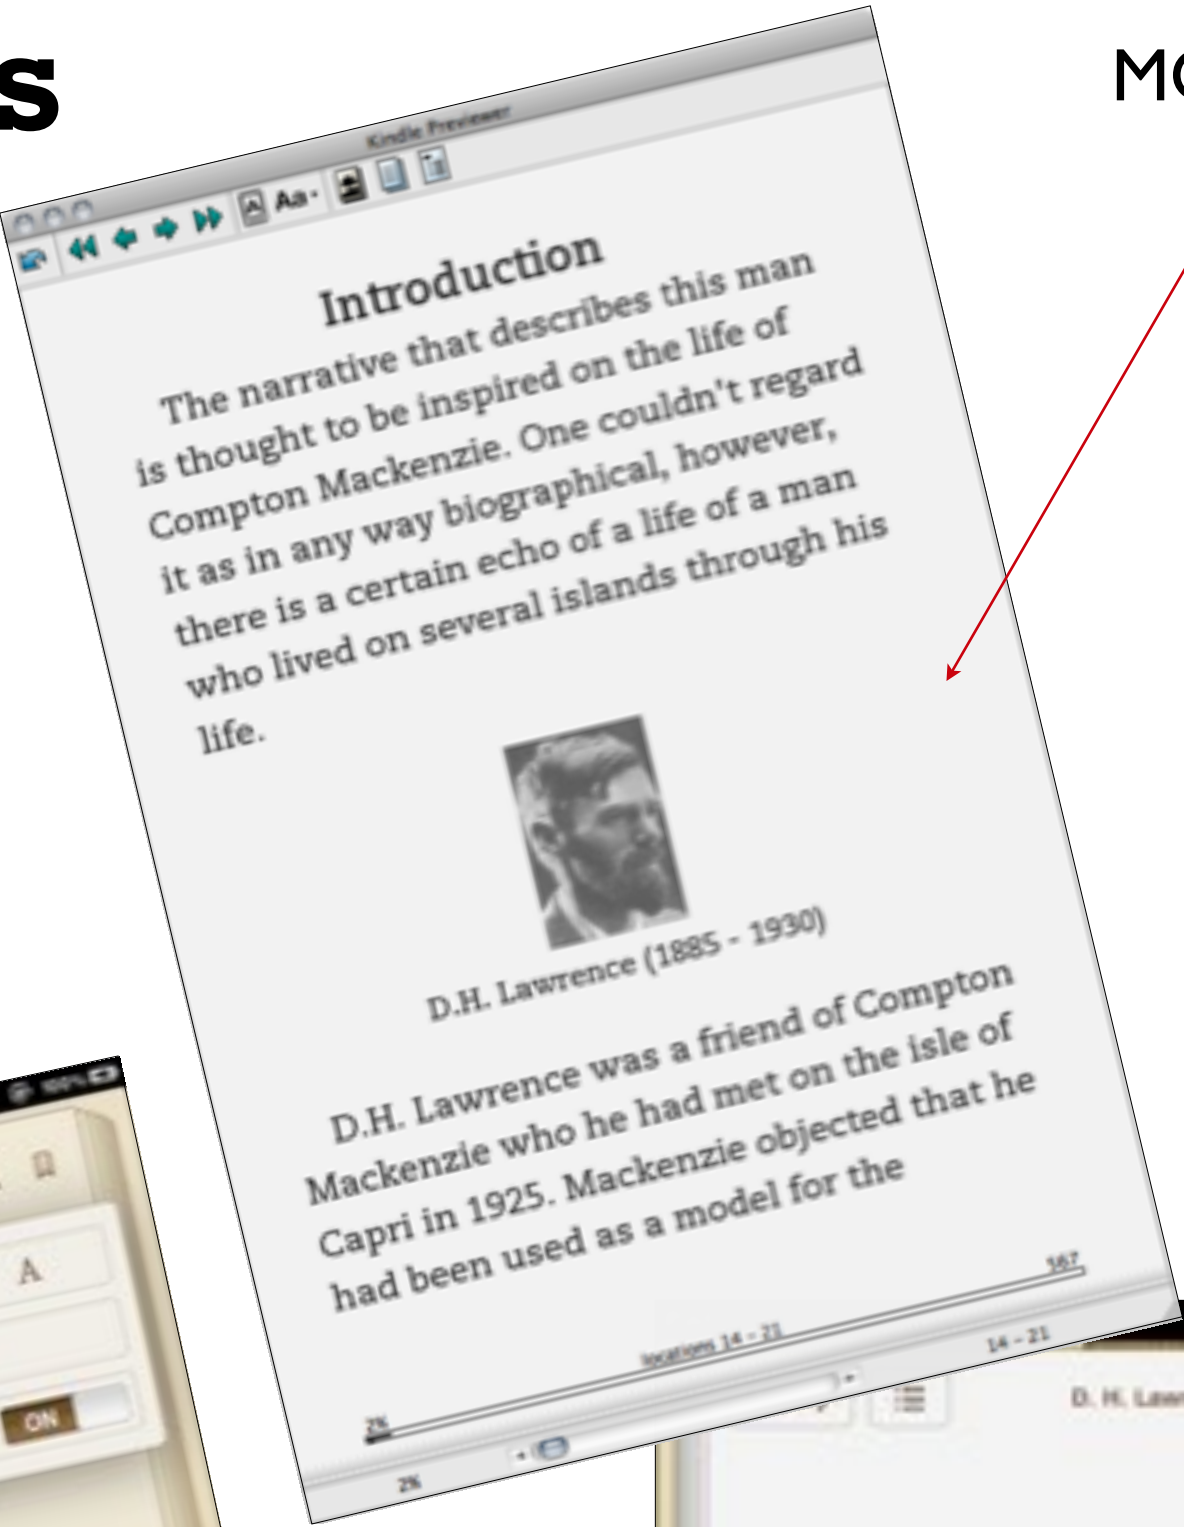 s
MO
Kindle Previewer
Aa
Introduction
The narrative that describes this man
is thought to be inspired on the life of
Compton Mackenzie. One couldn't regard
it as in any way biographical, however,
there is a certain echo of a life of a man
who lived on several islands through his
life.
D.H. Lawrence (1885 - 1930)
D.H. Lawrence was a friend of Compton
Mackenzie who he had met on the isle of
Capri in 1925. Mackenzie objected that he
had been used as a model for the
567
locations 14 - 21
2%
14 - 21
2%
100%
A
ON
D. H. Law